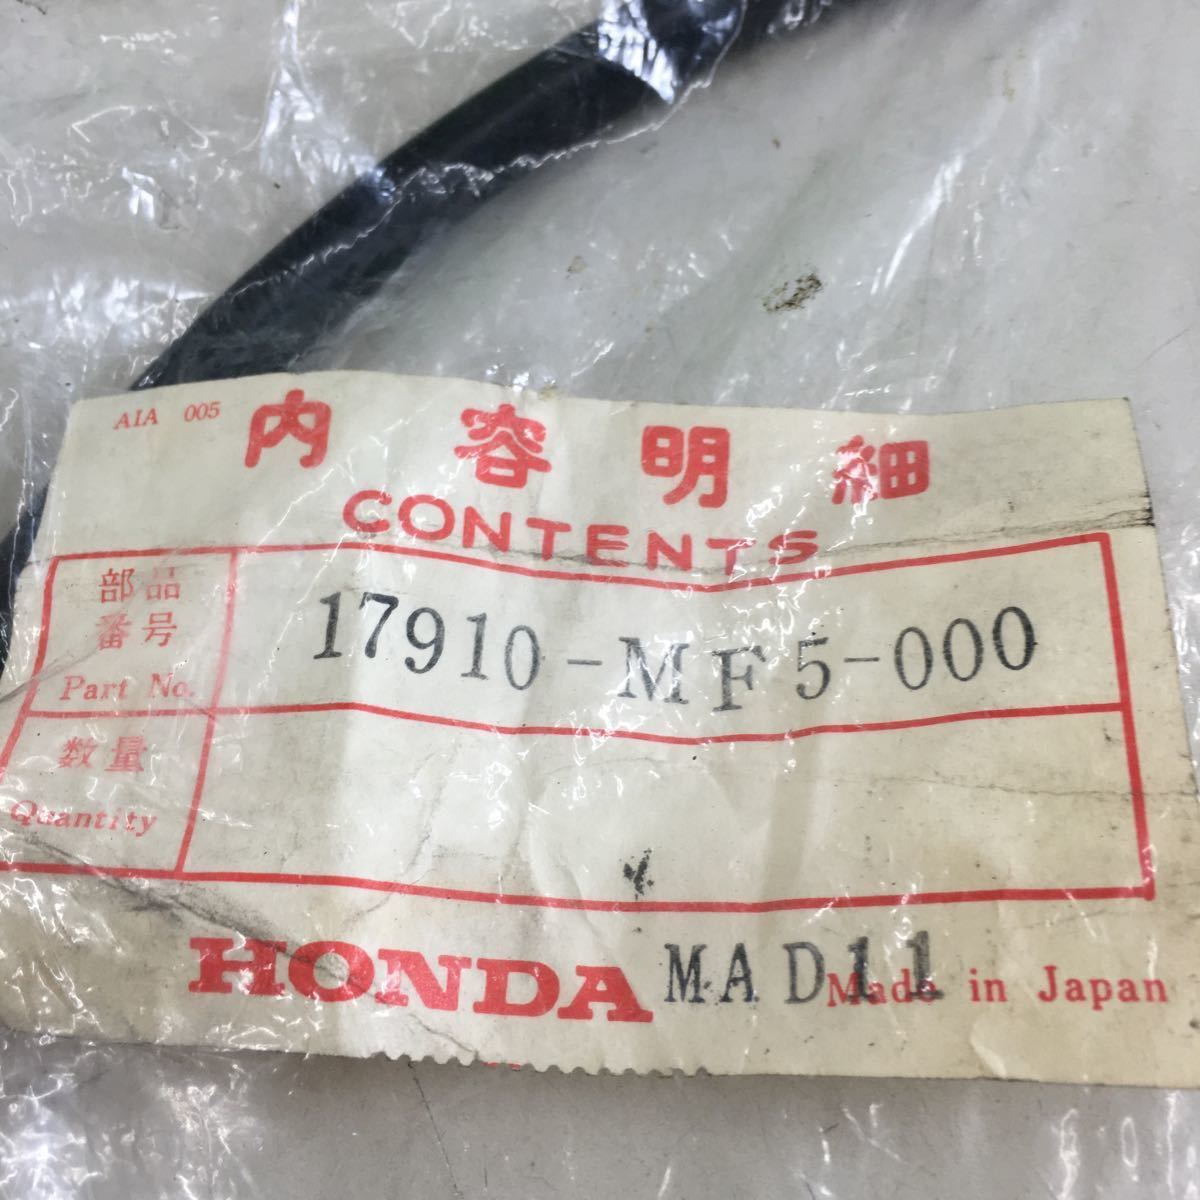 AIA 005
内容明細
CONTENTS
部品
番号
Part No.
17910-MF5-000
数量
Quantity
HONDA MAD11 Made in Japan